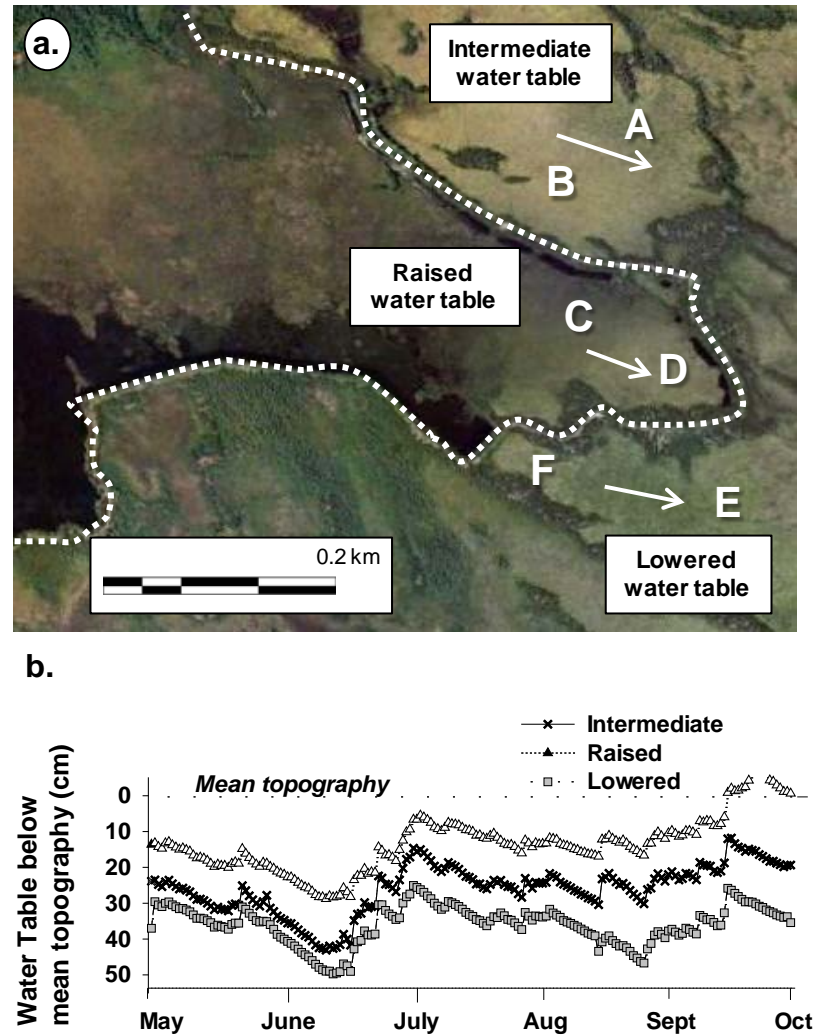 a.
Intermediate
water table
A
B
Raised
water table
C
D
F
E
0.2 km
Lowered
water table
b.
Intermediate
Raised
Lowered
Mean topography
Water Table below
mean topography (cm)
0
10
20
30
40
50
May
June
July
Aug
Sept
Oct